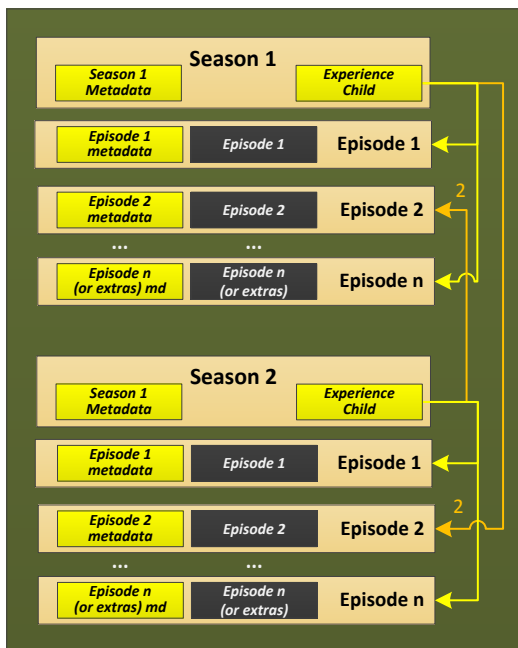 Season 1
Season 1
Metadata
Experience
Child
Episode 1
metadata
Episode 1
Episode 1
2
Episode 2
metadata
Episode 2
Episode 2
...
...
Episode n
(or extras) md
Episode n
(or extras)
Episode n
Season 2
Season 1
Metadata
Experience
Child
Episode 1
metadata
Episode 1
Episode 1
2
Episode 2
metadata
Episode 2
Episode 2
...
...
Episode n
(or extras) md
Episode n
(or extras)
Episode n